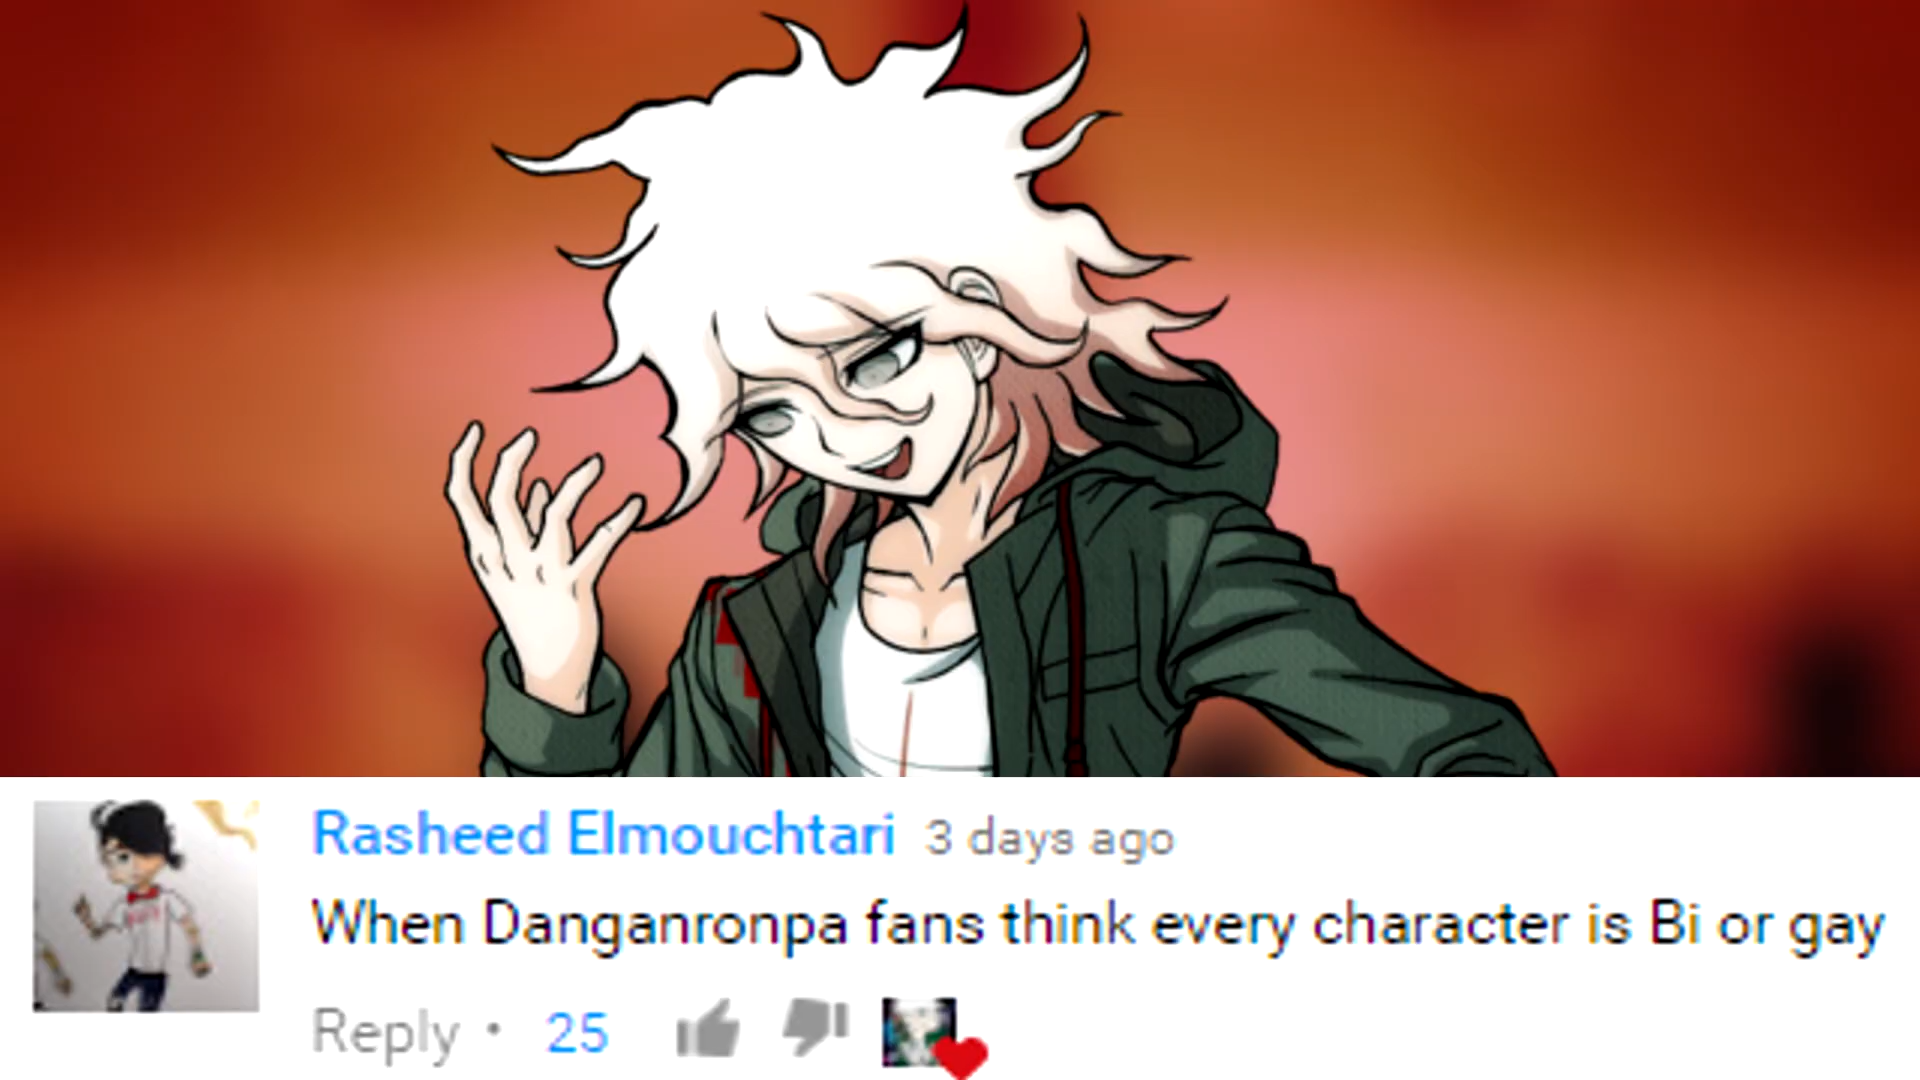 Rasheed Elmouchtari 3 days ago
When Danganronpa fans think every character is Bi or gay
Reply • 25